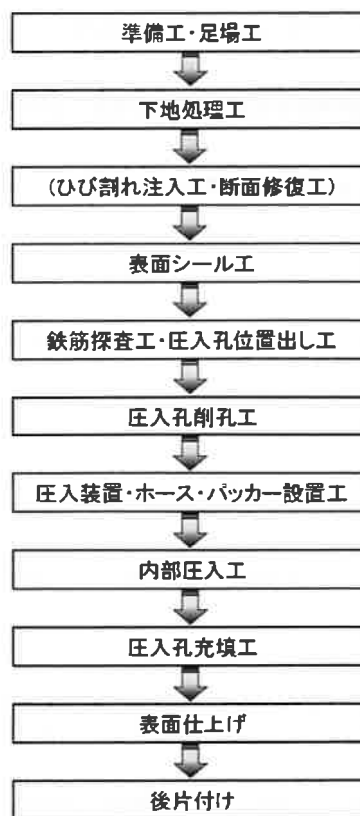 準備工・足場工
下地処理工
(ひび割れ注入工・断面修復工)
表面シール工
鉄筋探査工・圧入孔位置出し工
圧入孔削孔工
圧入装置・ホース・パッカー設置工
内部圧入工
圧入孔充填工
表面仕上げ
後片付け